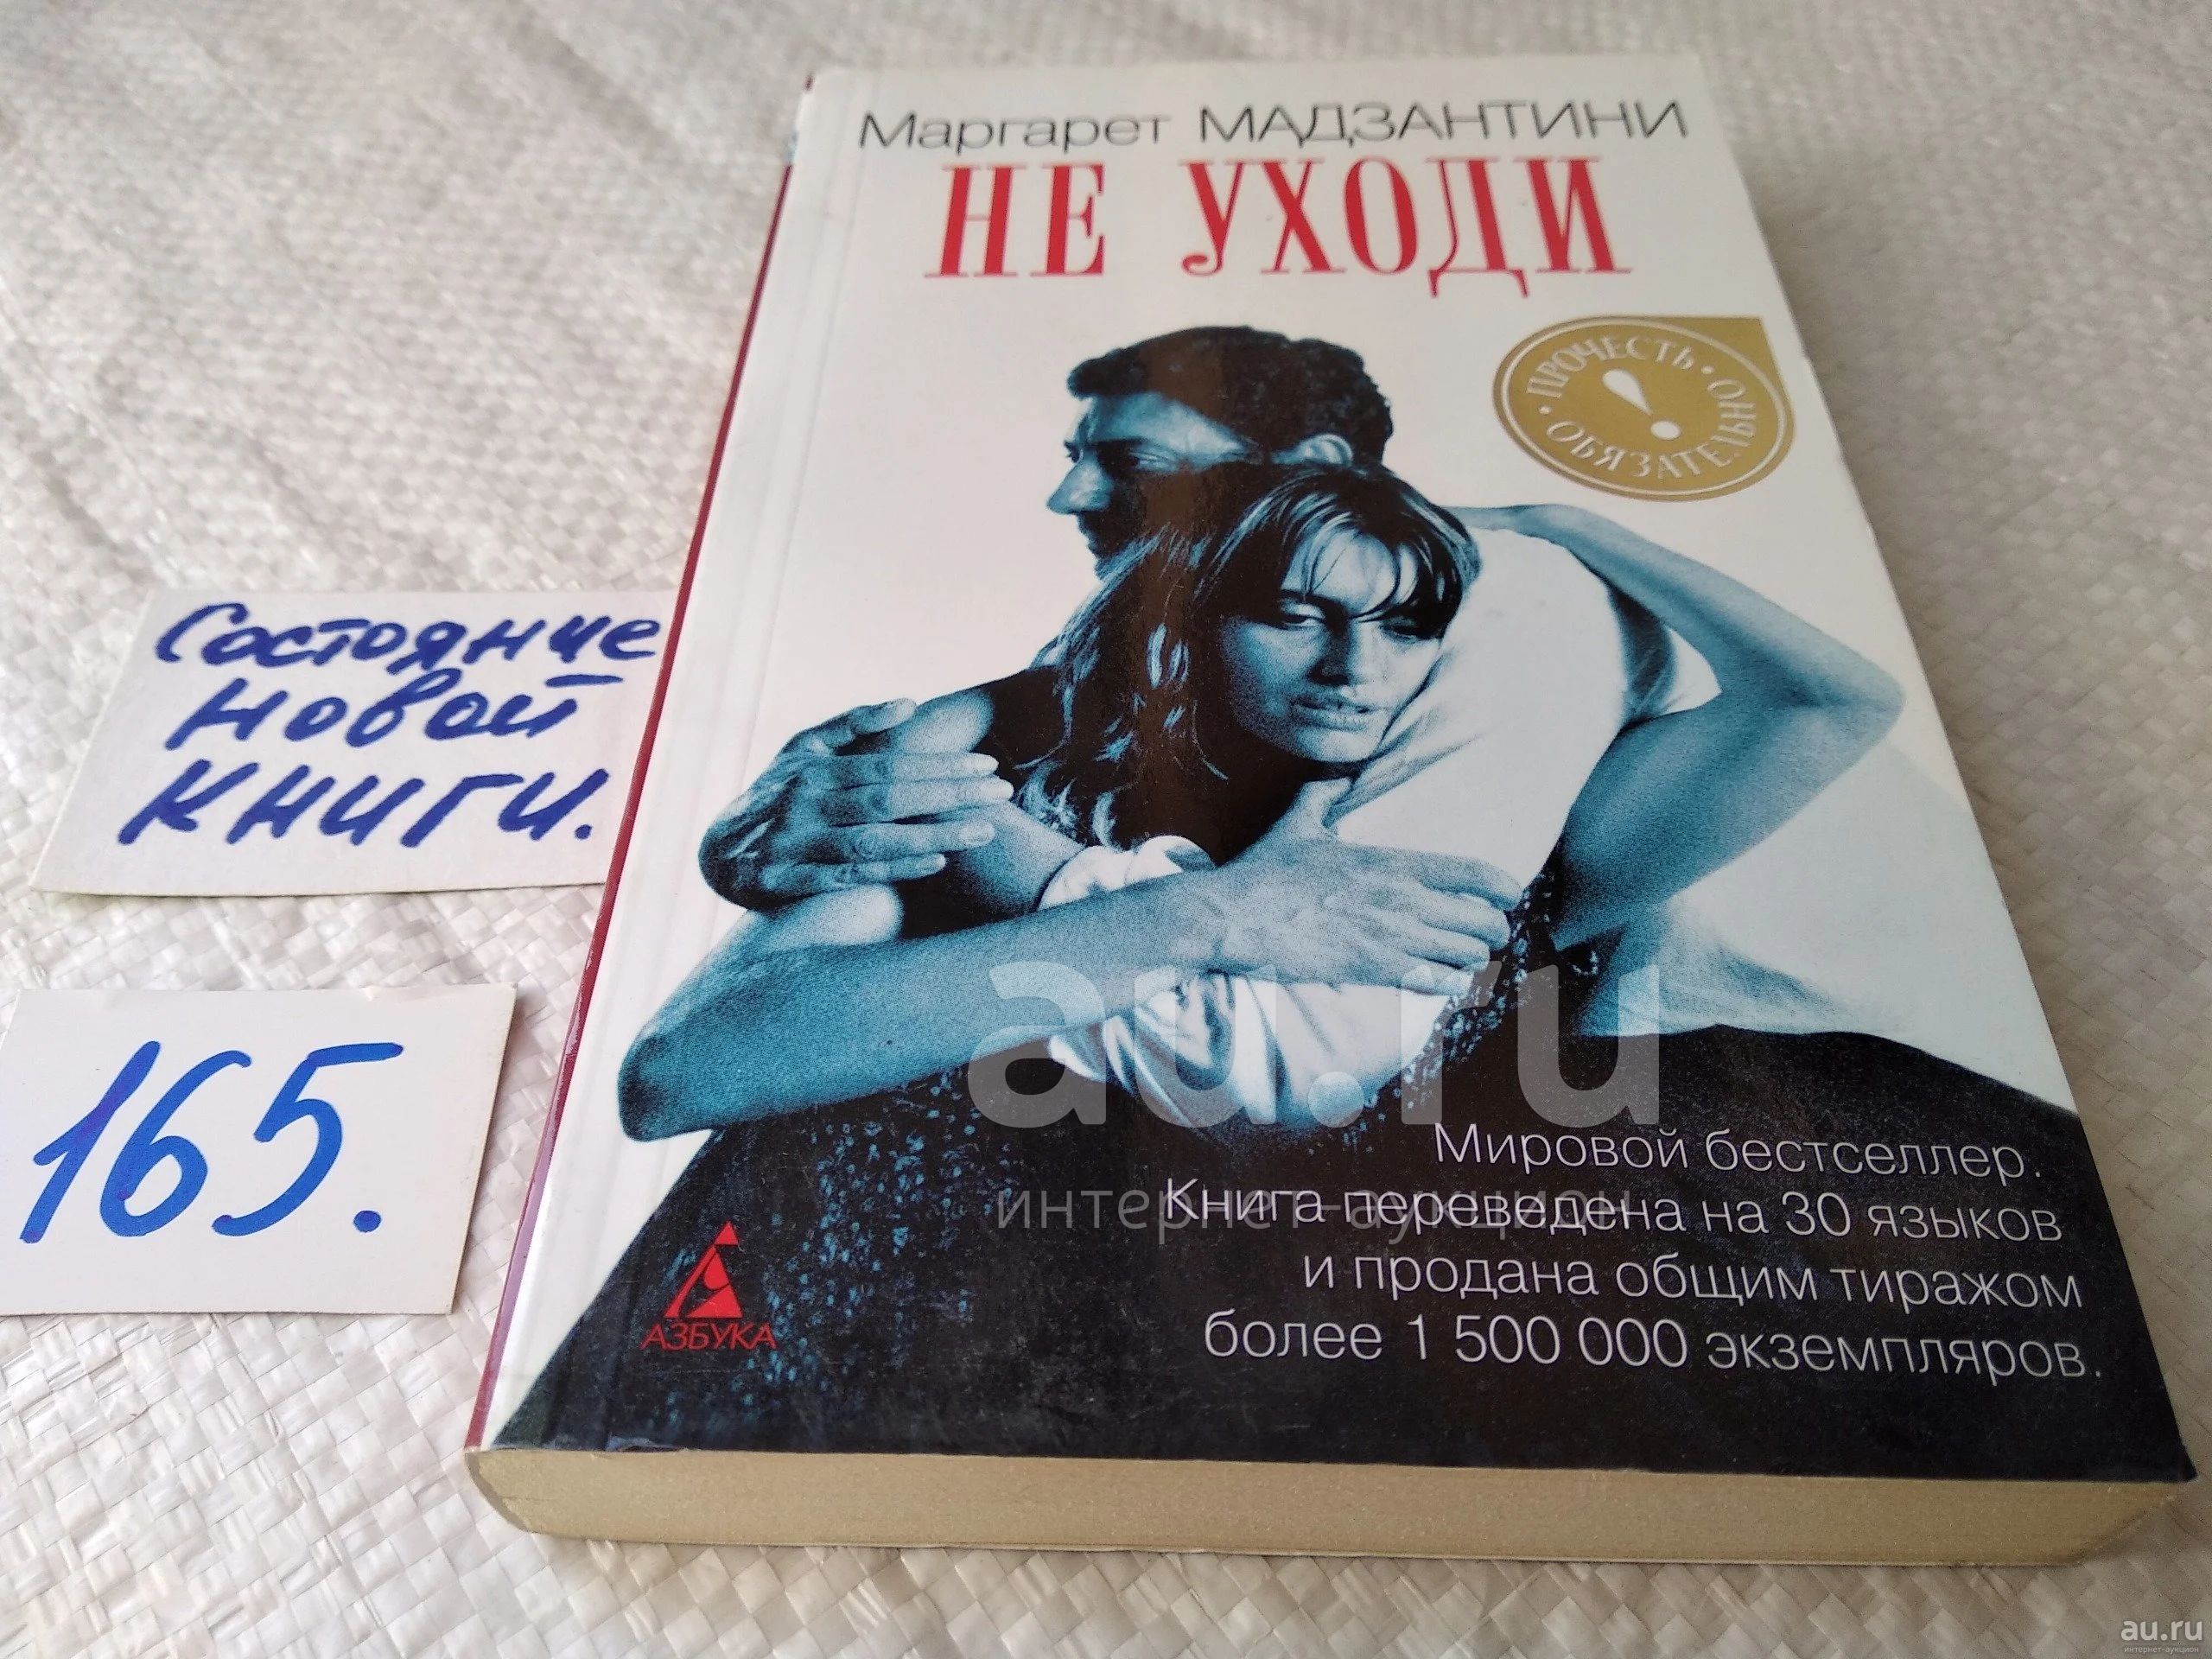 Маргарет МАДЗАНТИНИ
НЕ УХОДИ
• ПРОЧЕСТЬ •
ОБЯЗАТЕЛЬНО
!
Состояние
новой
книги.
165.
au.ru
интернет-аукцион
Мировой бестселлер.
Книга переведена на 30 языков
и продана общим тиражом
более 1 500 000 экземпляров.
АЗБУКА
au.ru
интернет-аукцион